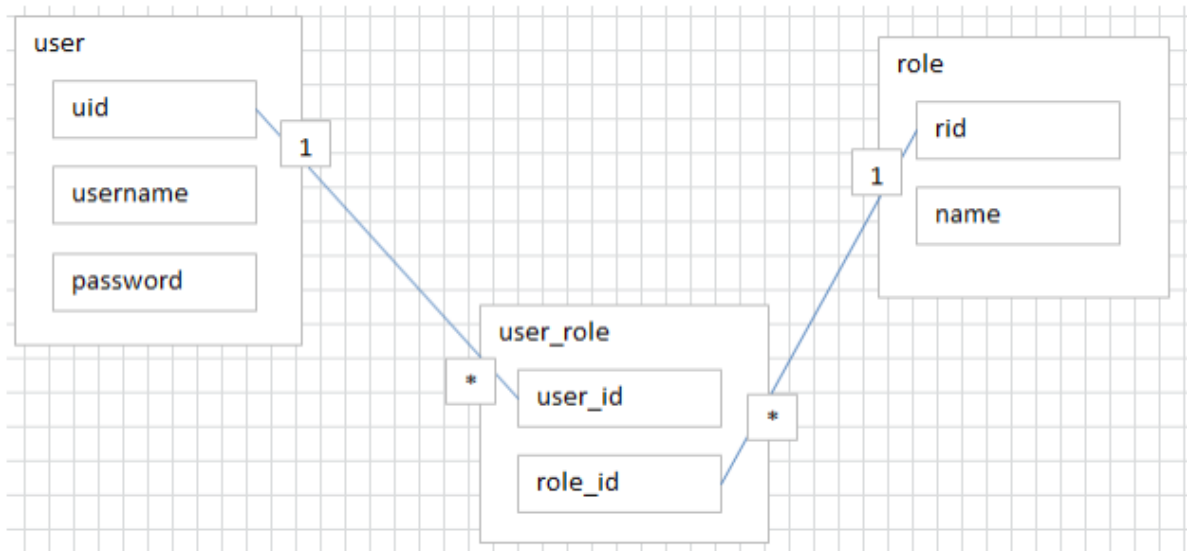 user
uid
username
password
1
role
rid
name
1
user_role
user_id
role_id
*
*